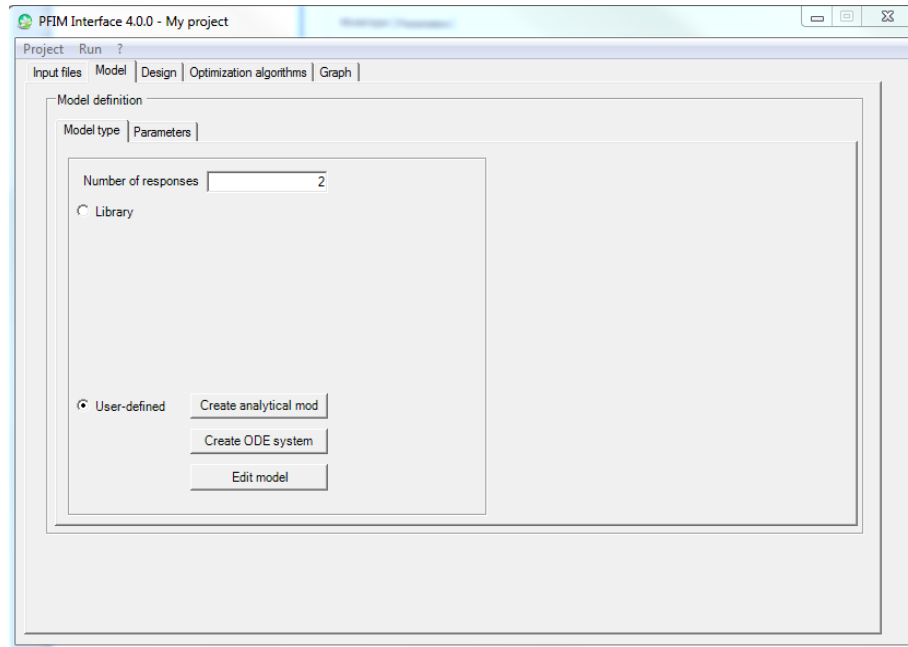 PFIM Interface 4.0.0 - My project
Project Run ?
Input files Model Design Optimization algorithms Graph
Model definition
Model type Parameters
Number of responses 2
Library
User-defined Create analytical mod
Create ODE system
Edit model